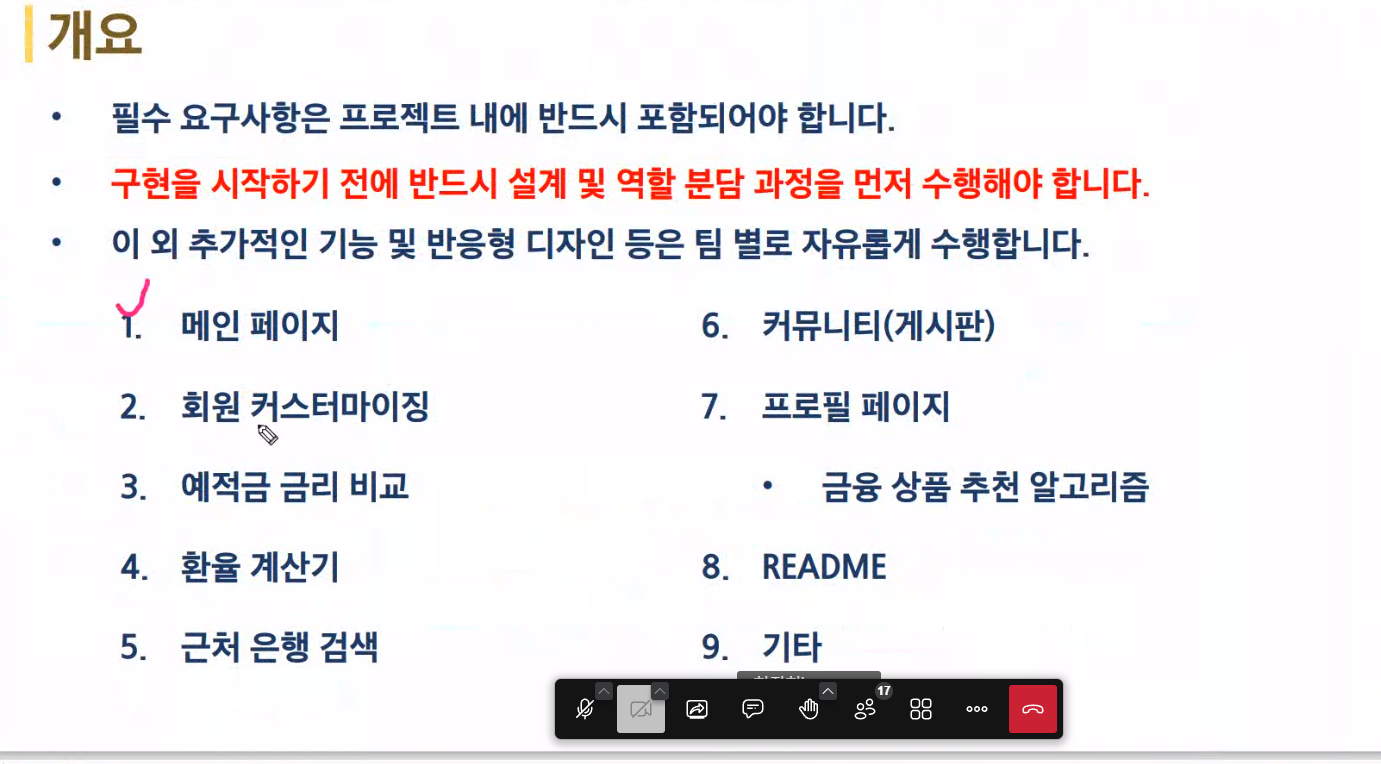 개요
• 필수 요구사항은 프로젝트 내에 반드시 포함되어야 합니다.
• 구현을 시작하기 전에 반드시 설계 및 역할 분담 과정을 먼저 수행해야 합니다.
• 이 외 추가적인 기능 및 반응형 디자인 등은 팀 별로 자유롭게 수행합니다.
1. 메인 페이지
2. 회원 커스터마이징
3. 예적금 금리 비교
4. 환율 계산기
5. 근처 은행 검색
6. 커뮤니티(게시판)
7. 프로필 페이지
• 금융 상품 추천 알고리즘
8. README
9. 기타
17